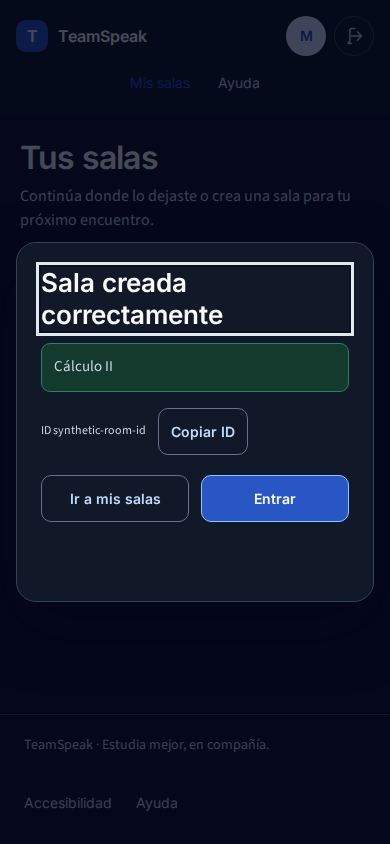 T TeamSpeak M
Mis salas Ayuda
Tus salas
Continúa donde lo dejaste o crea una sala para tu
próximo encuentro.
Sala creada
correctamente
Cálculo II
ID synthetic-room-id Copiar ID
Ir a mis salas Entrar
TeamSpeak · Estudia mejor, en compañía.
Accesibilidad Ayuda